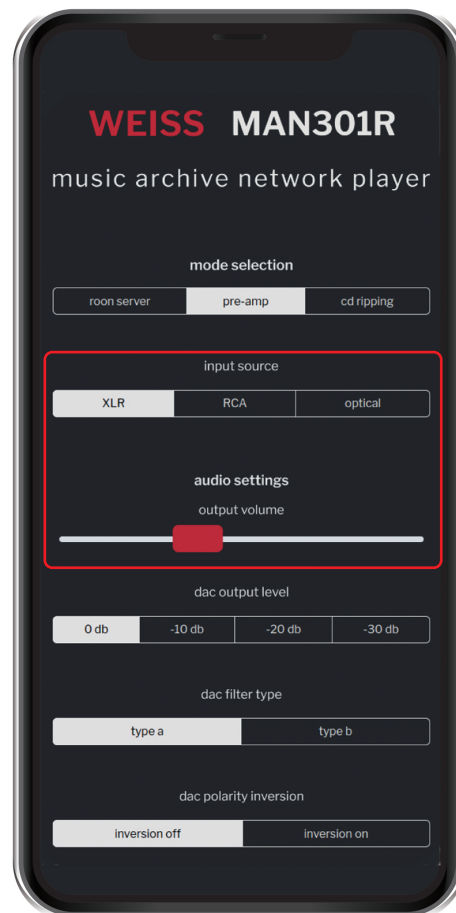 WEISS MAN301R
music archive network player
mode selection
roon server pre-amp cd ripping
input source
XLR RCA optical
audio settings
output volume
dac output level
0 db -10 db -20 db -30 db
dac filter type
type a type b
dac polarity inversion
inversion off inversion on